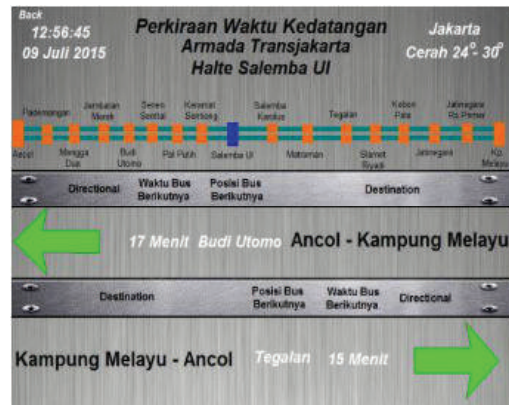 Back
12:56:45
09 Juli 2015
Perkiraan Waktu Kedatangan
Armada Transjakarta
Halte Salemba UI
Jakarta
Cerah 24°- 30°
Pademangan
Jembatan Merah
Senen Sentral
Keramat Sentiong
Salemba Karolus
Tegalan
Kebon Pala
Jatinegara Rs.Premier
Ancol
Mangga Dua
Budi Utomo
Pal Putih
Salemba UI
Matraman
Slamet Riyadi
Jatinegara
Kp. Melayu
Directional
Waktu Bus Berikutnya
Posisi Bus Berikutnya
Destination
17 Menit Budi Utomo Ancol - Kampung Melayu
Destination
Posisi Bus Berikutnya
Waktu Bus Berikutnya
Directional
Kampung Melayu - Ancol Tegalan 15 Menit